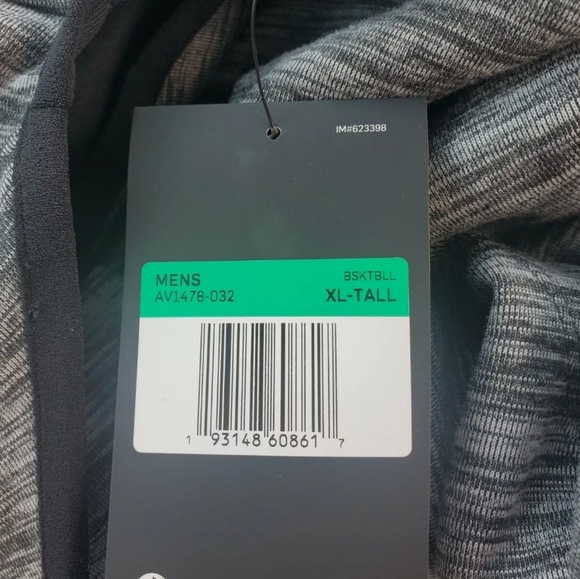 IM#623398
MENS BSKTBLL
AV1478-032 XL-TALL
1 93148 60861 7